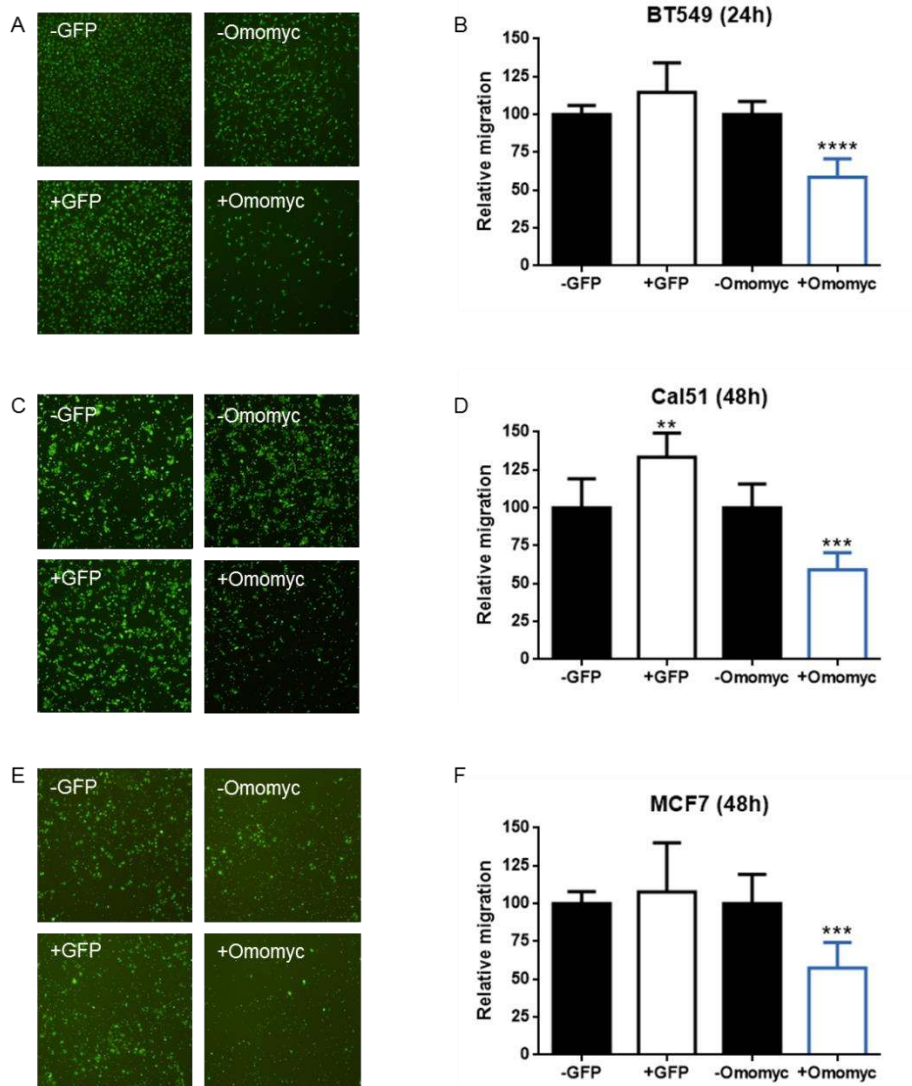 A
-GFP
-Omomyc
+GFP
+Omomyc
B
BT549 (24h)
Relative migration
150
125
100
75
50
25
0
****
-GFP
+GFP
-Omomyc
+Omomyc
C
-GFP
-Omomyc
+GFP
+Omomyc
D
Cal51 (48h)
Relative migration
150
125
100
75
50
25
0
**
***
-GFP
+GFP
-Omomyc
+Omomyc
E
-GFP
-Omomyc
+GFP
+Omomyc
F
MCF7 (48h)
Relative migration
150
125
100
75
50
25
0
***
-GFP
+GFP
-Omomyc
+Omomyc